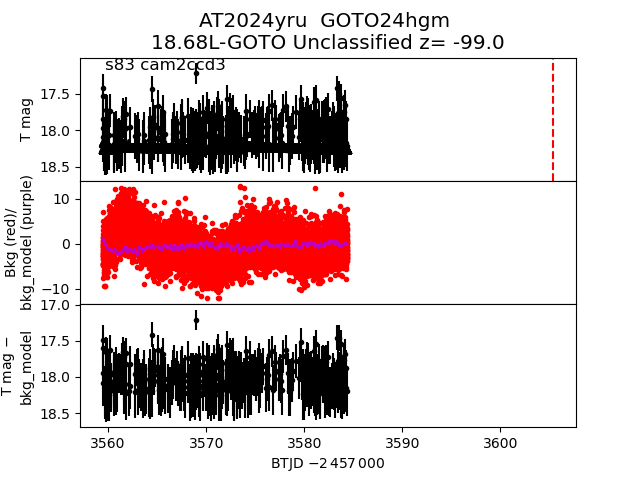 AT2024yru  GOTO24hgm
18.68L-GOTO Unclassified z= -99.0
s83 cam2ccd3
T mag
17.5
18.0
18.5
Bkg (red)/
bkg_model (purple)
10
0
−10
T mag −
bkg_model
17.0
17.5
18.0
18.5
3560 3570 3580 3590 3600
BTJD −2 457 000